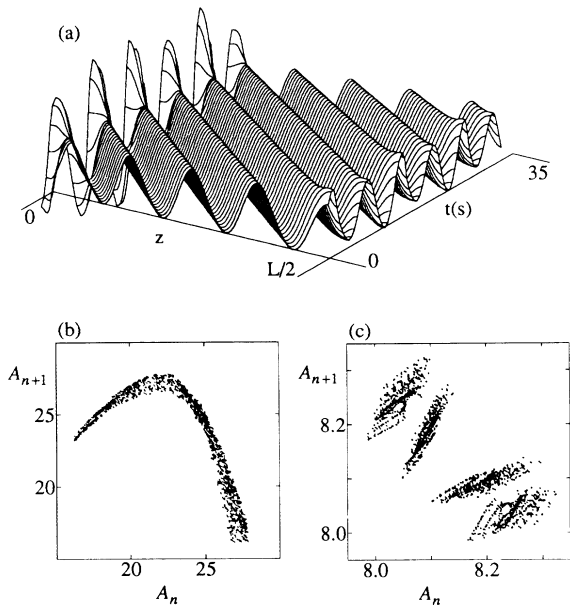 (a)
0
z
L/2
0
t(s)
35
(b)
A_{n+1}
25
20
20
25
A_n
(c)
A_{n+1}
8.2
8.0
8.0
8.2
A_n